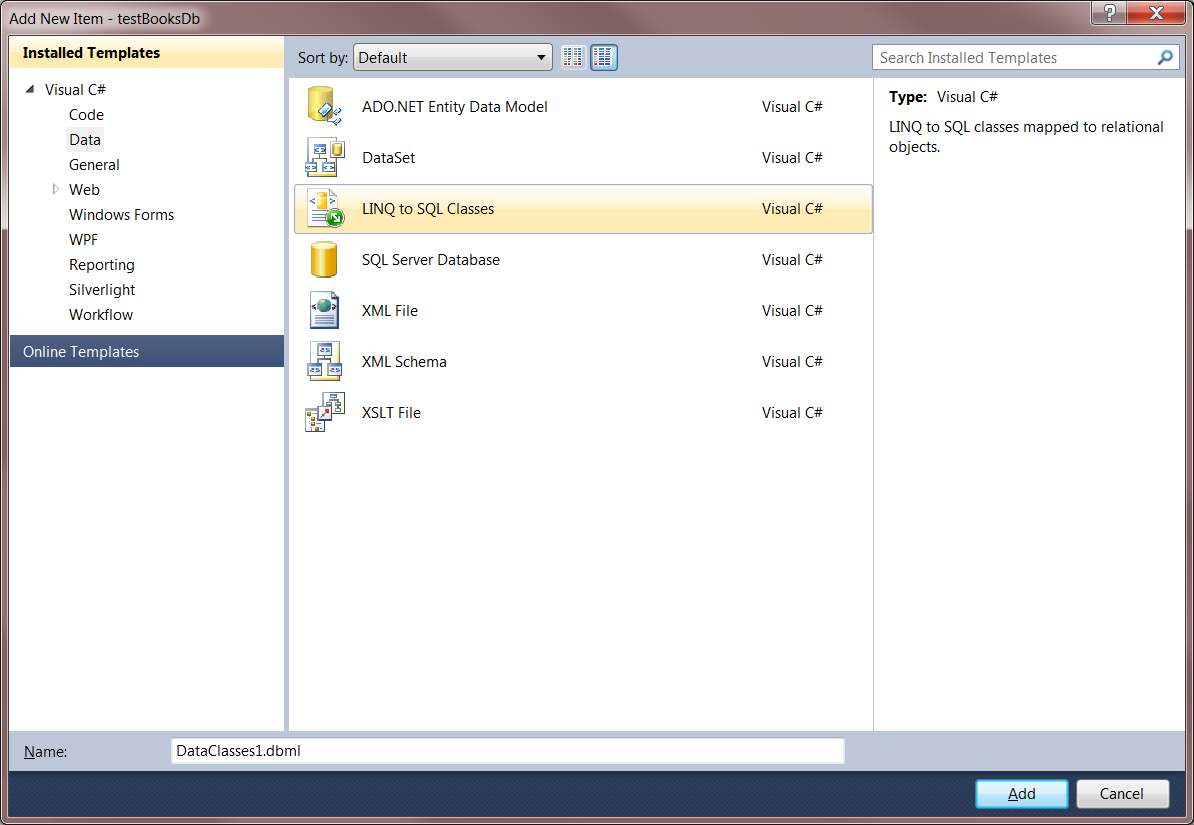 Add New Item - testBooksDb
?
X
Installed Templates
Visual C#
Code
Data
General
Web
Windows Forms
WPF
Reporting
Silverlight
Workflow
Online Templates
Sort by: Default
Search Installed Templates
ADO.NET Entity Data Model Visual C#
DataSet Visual C#
LINQ to SQL Classes Visual C#
SQL Server Database Visual C#
XML File Visual C#
XML Schema Visual C#
XSLT File Visual C#
Type: Visual C#
LINQ to SQL classes mapped to relational
objects.
Name: DataClasses1.dbml
Add Cancel